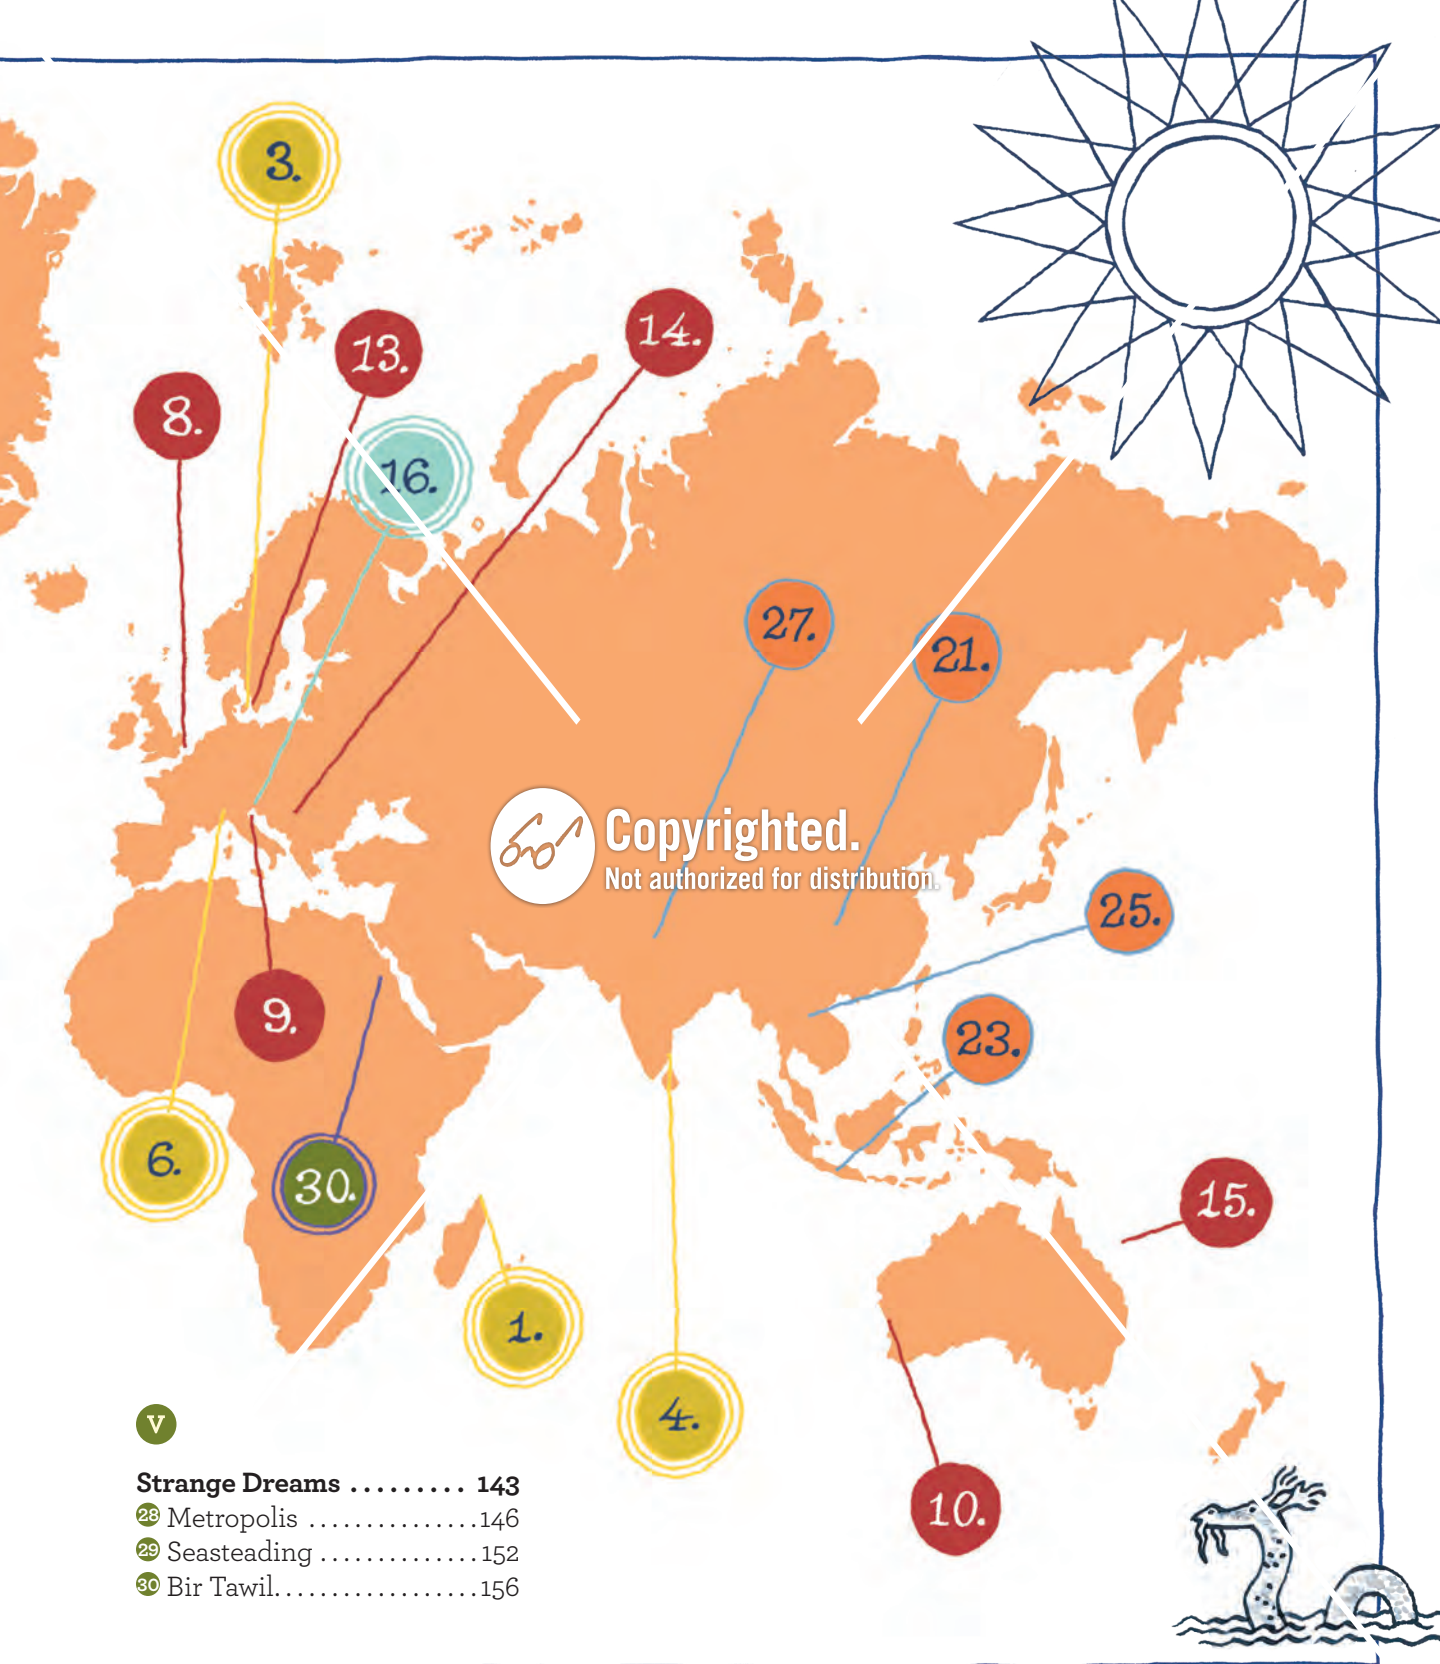 3.
14.
13.
8.
16.
27.
21.
Copyrighted.
Not authorized for distribution.
25.
9.
23.
6.
30.
15.
1.
4.
10.
V
Strange Dreams ......... 143
28 Metropolis ............... 146
29 Seasteading .............. 152
30 Bir Tawil................... 156